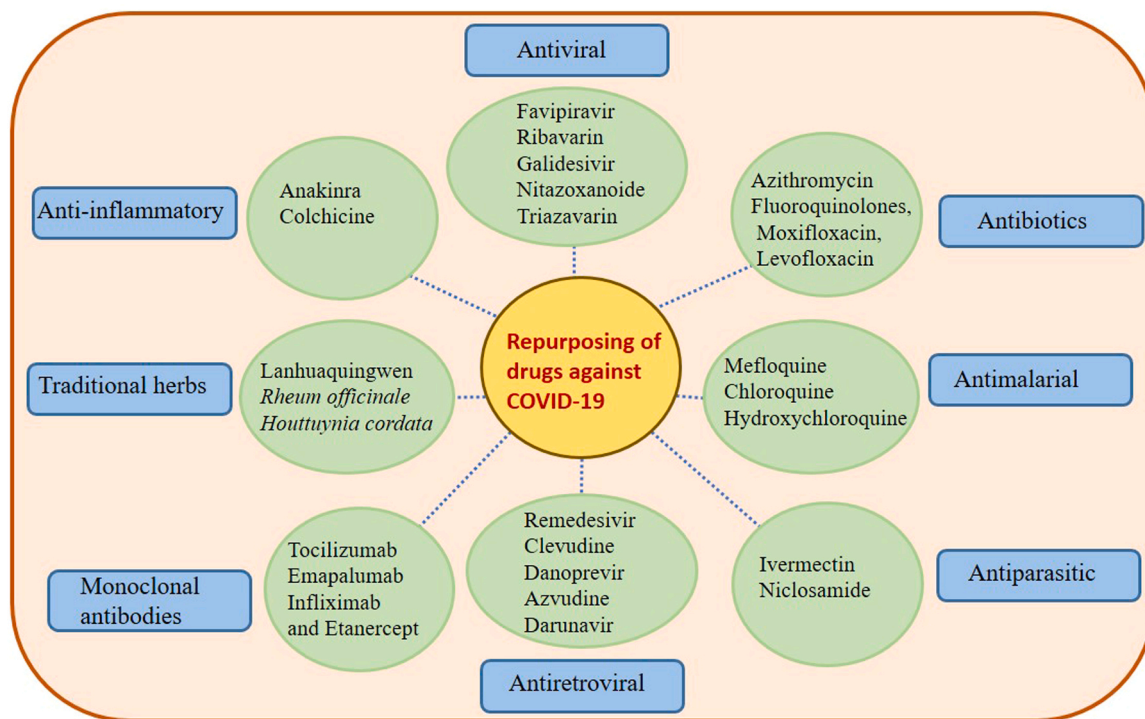 Antiviral
Favipiravir
Ribavarin
Galidesivir
Nitazoxanoide
Triazavarin
Anti-inflammatory
Anakinra
Colchicine
Azithromycin
Fluoroquinolones,
Moxifloxacin,
Levofloxacin
Antibiotics
Repurposing of
drugs against
COVID-19
Traditional herbs
Lanhuaquingwen
Rheum officinale
Houttuynia cordata
Mefloquine
Chloroquine
Hydroxychloroquine
Antimalarial
Monoclonal
antibodies
Tocilizumab
Emapalumab
Infliximab
and Etanercept
Remedesivir
Clevudine
Danoprevir
Azvudine
Darunavir
Antiretroviral
Ivermectin
Niclosamide
Antiparasitic